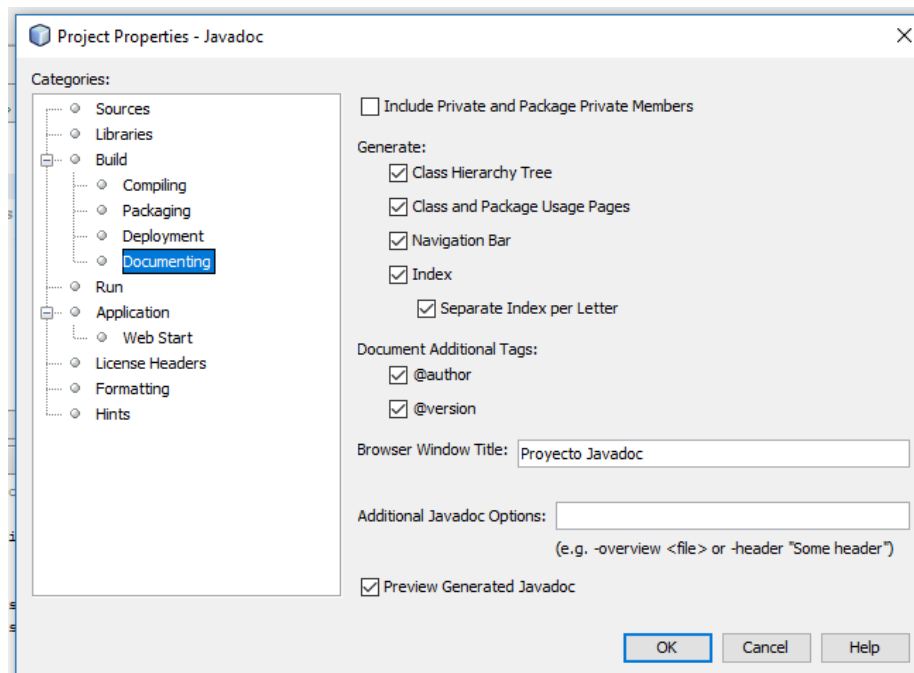 Project Properties - Javadoc
Categories:
Sources
Libraries
Build
Compiling
Packaging
Deployment
Documenting
Run
Application
Web Start
License Headers
Formatting
Hints
Include Private and Package Private Members
Generate:
Class Hierarchy Tree
Class and Package Usage Pages
Navigation Bar
Index
Separate Index per Letter
Document Additional Tags:
@author
@version
Browser Window Title: Proyecto Javadoc
Additional Javadoc Options:
(e.g. -overview <file> or -header "Some header")
Preview Generated Javadoc
OK Cancel Help